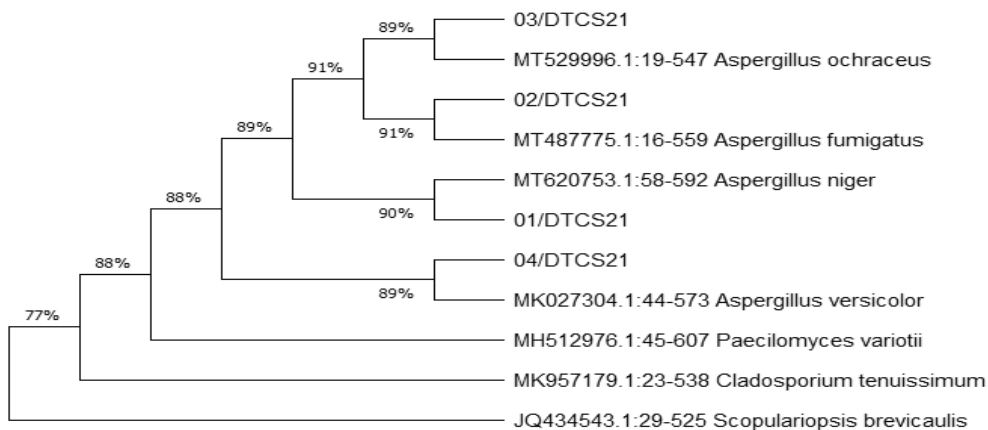 03/DTCS21
89%
MT529996.1:19-547 Aspergillus ochraceus
91%
02/DTCS21
91%
MT487775.1:16-559 Aspergillus fumigatus
89%
MT620753.1:58-592 Aspergillus niger
88%
90%
01/DTCS21
04/DTCS21
88%
89%
MK027304.1:44-573 Aspergillus versicolor
77%
MH512976.1:45-607 Paecilomyces variotii
MK957179.1:23-538 Cladosporium tenuissimum
JQ434543.1:29-525 Scopulariopsis brevicaulis